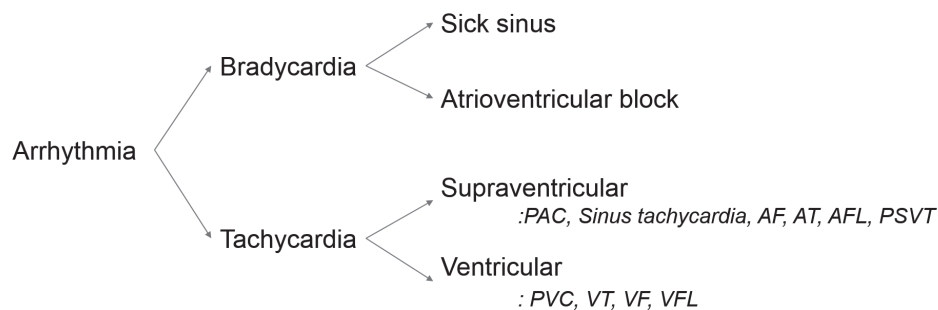 Sick sinus
Bradycardia
Atrioventricular block
Arrhythmia
Supraventricular
:PAC, Sinus tachycardia, AF, AT, AFL, PSVT
Tachycardia
Ventricular
: PVC, VT, VF, VFL